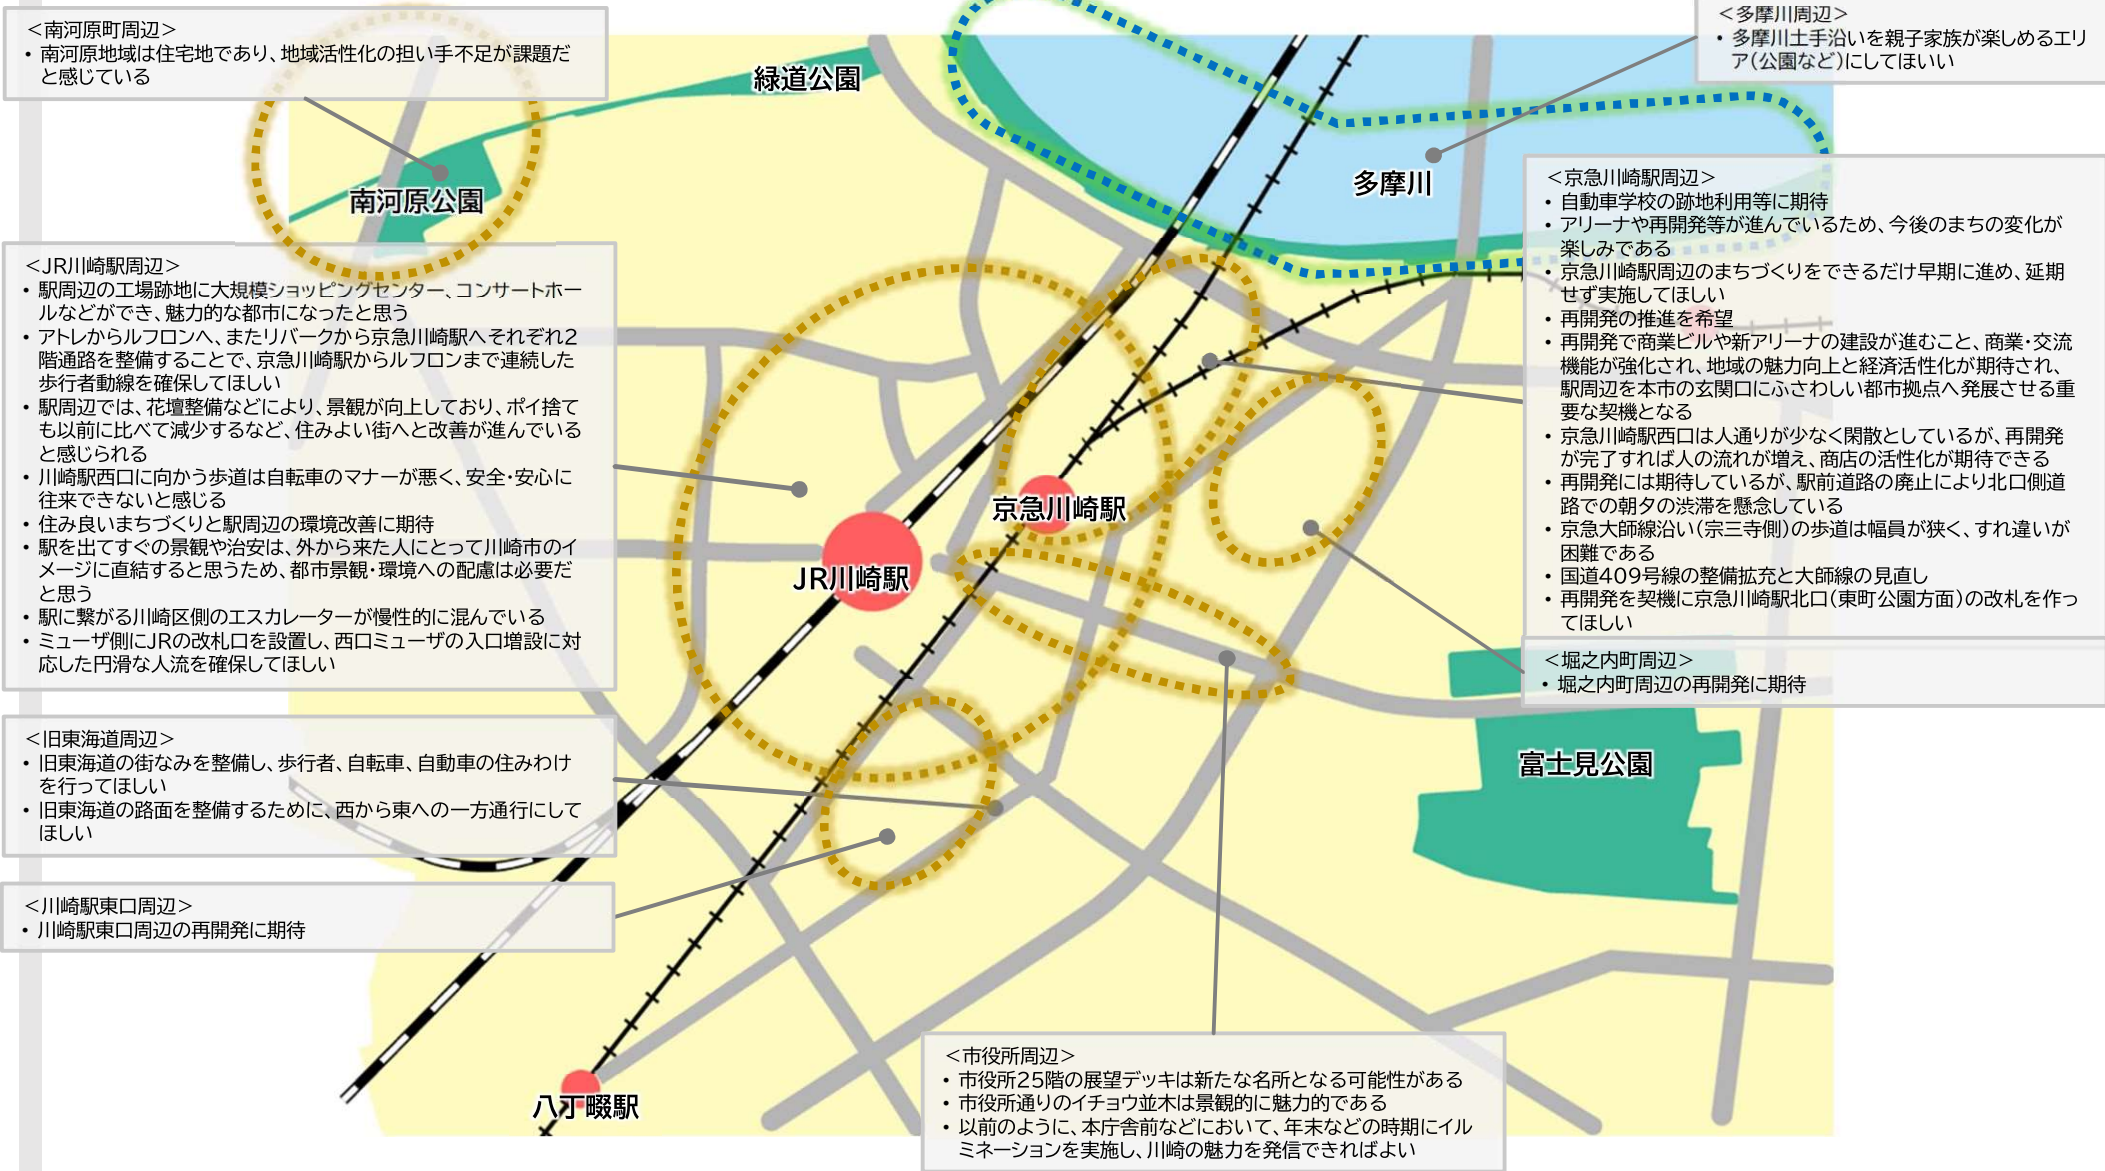 ＜南河原町周辺＞
• 南河原地域は住宅地であり、地域活性化の担い手不足が課題だ
と感じている
＜多摩川周辺＞
• 多摩川土手沿いを親子家族が楽しめるエリ
ア（公園など）にしてほいい
緑道公園
南河原公園
多摩川
＜JR川崎駅周辺＞
• 駅周辺の工場跡地に大規模ショッピングセンター、コンサートホー
ルなどができ、魅力的な都市になったと思う
• アトレからルフロンへ、またリバークから京急川崎駅へそれぞれ2
階通路を整備することで、京急川崎駅からルフロンまで連続した
歩行者動線を確保してほしい
• 駅周辺では、花壇整備などにより、景観が向上しており、ポイ捨て
も以前に比べて減少するなど、住みよい街へと改善が進んでいる
と感じられる
• 川崎駅西口に向かう歩道は自転車のマナーが悪く、安全・安心に
往来できないと感じる
• 住み良いまちづくりと駅周辺の環境改善に期待
• 駅を出てすぐの景観や治安は、外から来た人にとって川崎市のイ
メージに直結すると思うため、都市景観・環境への配慮は必要だ
と思う
• 駅に繋がる川崎区側のエスカレーターが慢性的に混んでいる
• ミューザ側にJRの改札口を設置し、西口ミューザの入口増設に対
応した円滑な人流を確保してほしい
＜京急川崎駅周辺＞
• 自動車学校の跡地利用等に期待
• アリーナや再開発等が進んでいるため、今後のまちの変化が
楽しみである
• 京急川崎駅周辺のまちづくりをできるだけ早期に進め、延期
せず実施してほしい
• 再開発の推進を希望
• 再開発で商業ビルや新アリーナの建設が進むこと、商業・交流
機能が強化され、地域の魅力向上と経済活性化が期待され、
駅周辺を本市の玄関口にふさわしい都市拠点へ発展させる重
要な契機となる
• 京急川崎駅西口は人通りが少なく閑散としているが、再開発
が完了すれば人の流れが増え、商店の活性化が期待できる
• 再開発には期待しているが、駅前道路の廃止により北口側道
路での朝夕の渋滞を懸念している
• 京急大師線沿い（宗三寺側）の歩道は幅員が狭く、すれ違いが
困難である
• 国道409号線の整備拡充と大師線の見直し
• 再開発を契機に京急川崎駅北口（東町公園方面）の改札を作っ
てほしい
京急川崎駅
JR川崎駅
＜堀之内町周辺＞
• 堀之内町周辺の再開発に期待
＜旧東海道周辺＞
• 旧東海道の街なみを整備し、歩行者、自転車、自動車の住みわけ
を行ってほしい
• 旧東海道の路面を整備するために、西から東への一方通行にして
ほしい
富士見公園
＜川崎駅東口周辺＞
• 川崎駅東口周辺の再開発に期待
八丁畷駅
＜市役所周辺＞
• 市役所25階の展望デッキは新たな名所となる可能性がある
• 市役所通りのイチョウ並木は景観的に魅力的である
• 以前のように、本庁舎前などにおいて、年末などの時期にイル
ミネーションを実施し、川崎の魅力を発信できればよい